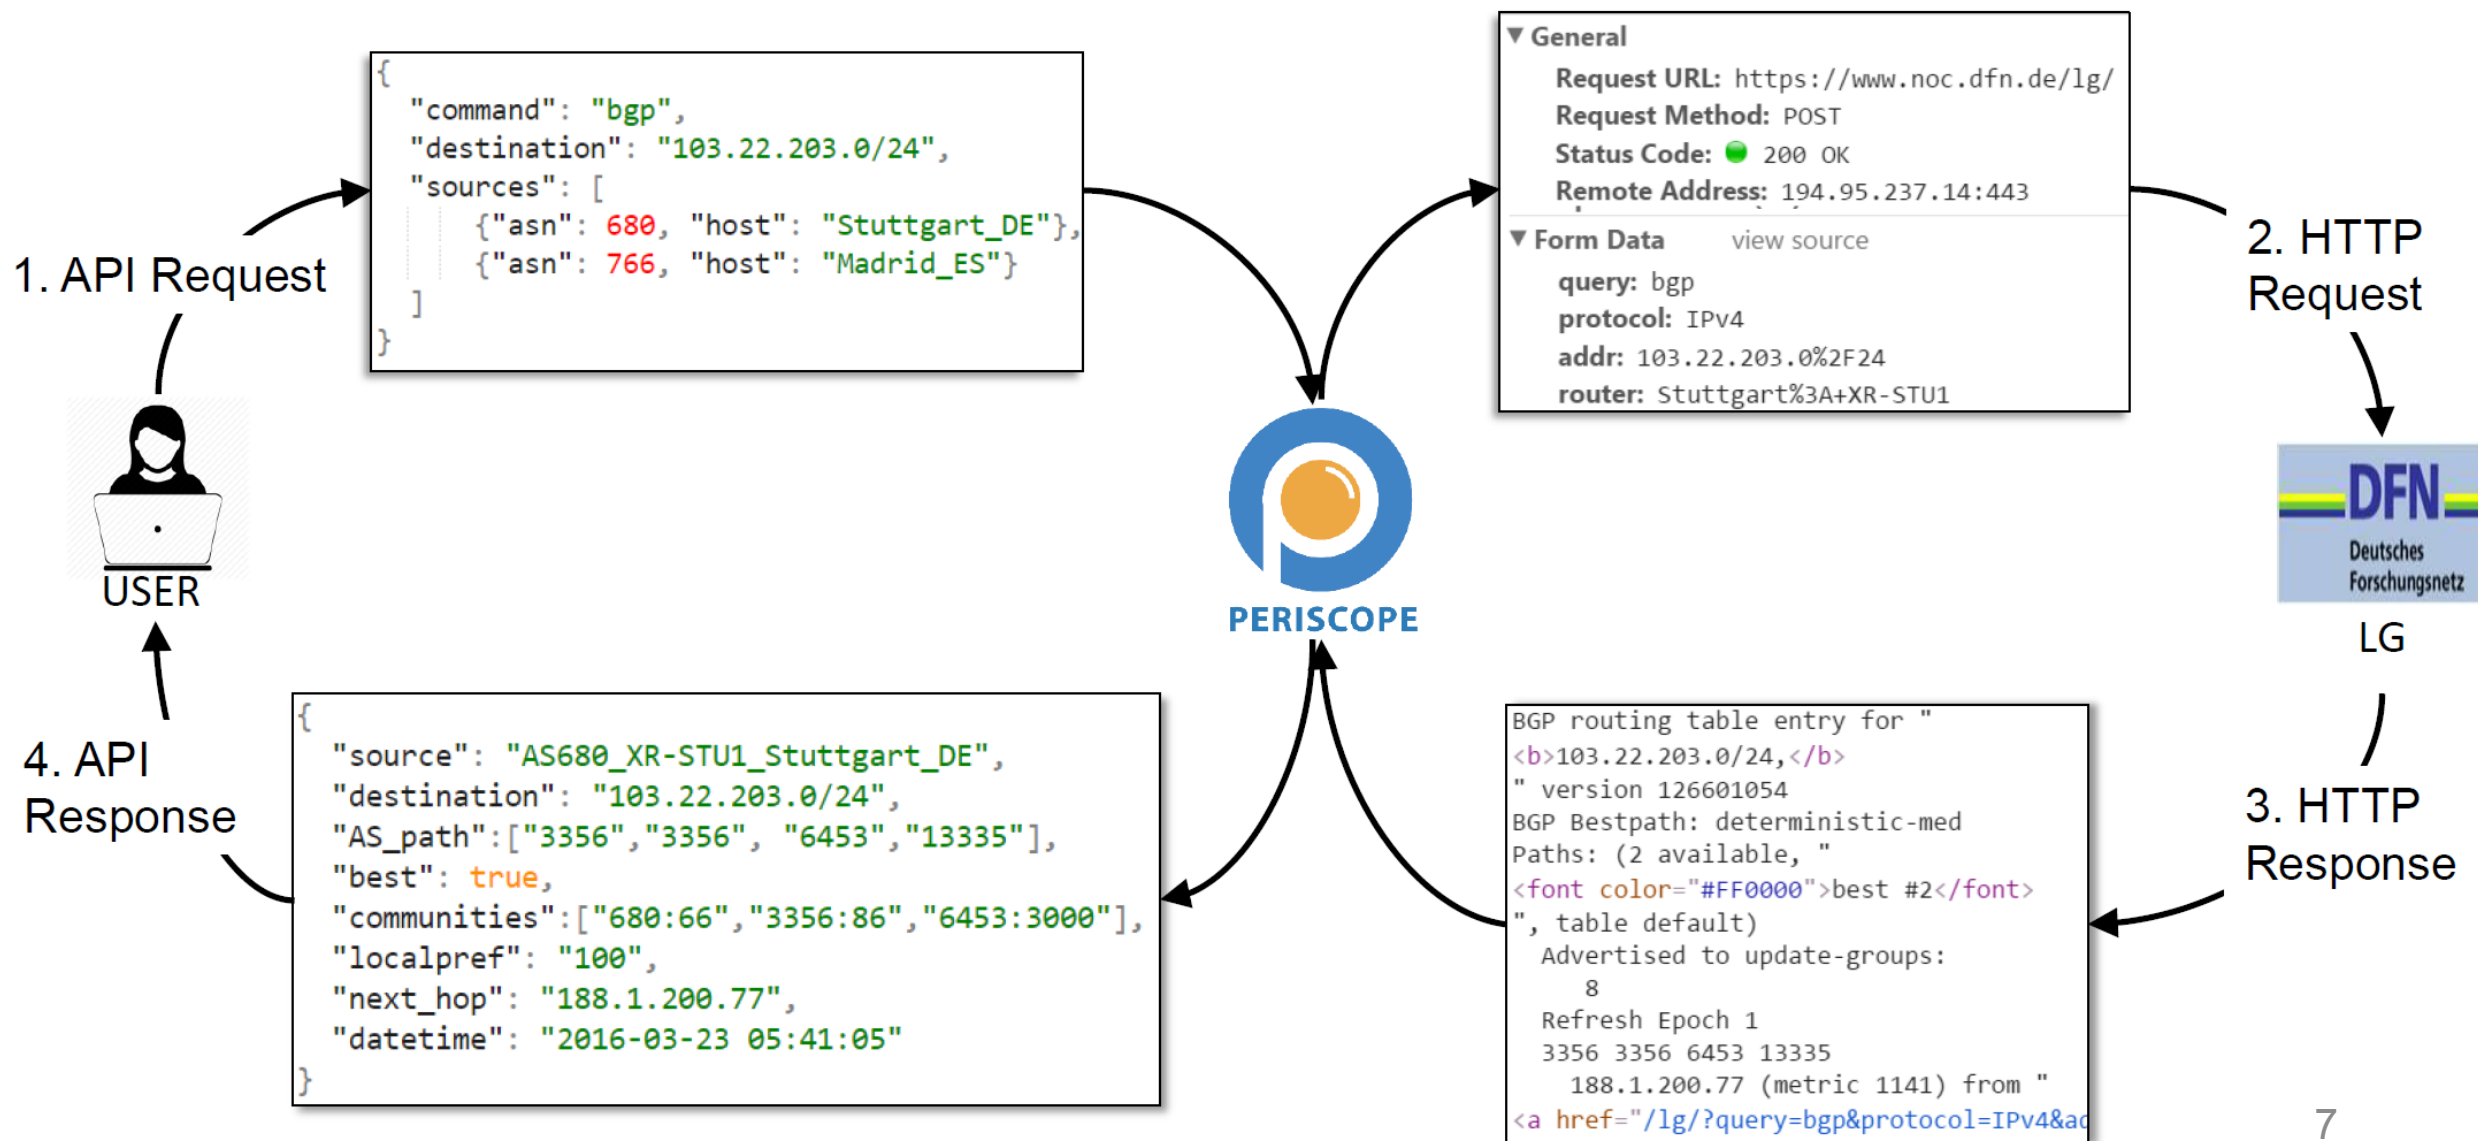 1. API Request
{
"command": "bgp",
"destination": "103.22.203.0/24",
"sources": [
{"asn": 680, "host": "Stuttgart_DE"},
{"asn": 766, "host": "Madrid_ES"}
]
}
General
Request URL: https://www.noc.dfn.de/lg/
Request Method: POST
Status Code: 200 OK
Remote Address: 194.95.237.14:443
Form Data view source
query: bgp
protocol: IPv4
addr: 103.22.203.0%2F24
router: Stuttgart%3A+XR-STU1
2. HTTP
Request
USER
PERISCOPE
DFN
Deutsches
Forschungsnetz
LG
3. HTTP
Response
BGP routing table entry for "
<b>103.22.203.0/24,</b>
" version 126601054
BGP Bestpath: deterministic-med
Paths: (2 available, "
<font color="#FF0000">best #2</font>
", table default)
Advertised to update-groups:
8
Refresh Epoch 1
3356 3356 6453 13335
188.1.200.77 (metric 1141) from "
<a href="/lg/?query=bgp&protocol=IPv4&ad
4. API
Response
{
"source": "AS680_XR-STU1_Stuttgart_DE",
"destination": "103.22.203.0/24",
"AS_path":["3356","3356", "6453","13335"],
"best": true,
"communities":["680:66","3356:86","6453:3000"],
"localpref": "100",
"next_hop": "188.1.200.77",
"datetime": "2016-03-23 05:41:05"
}
7